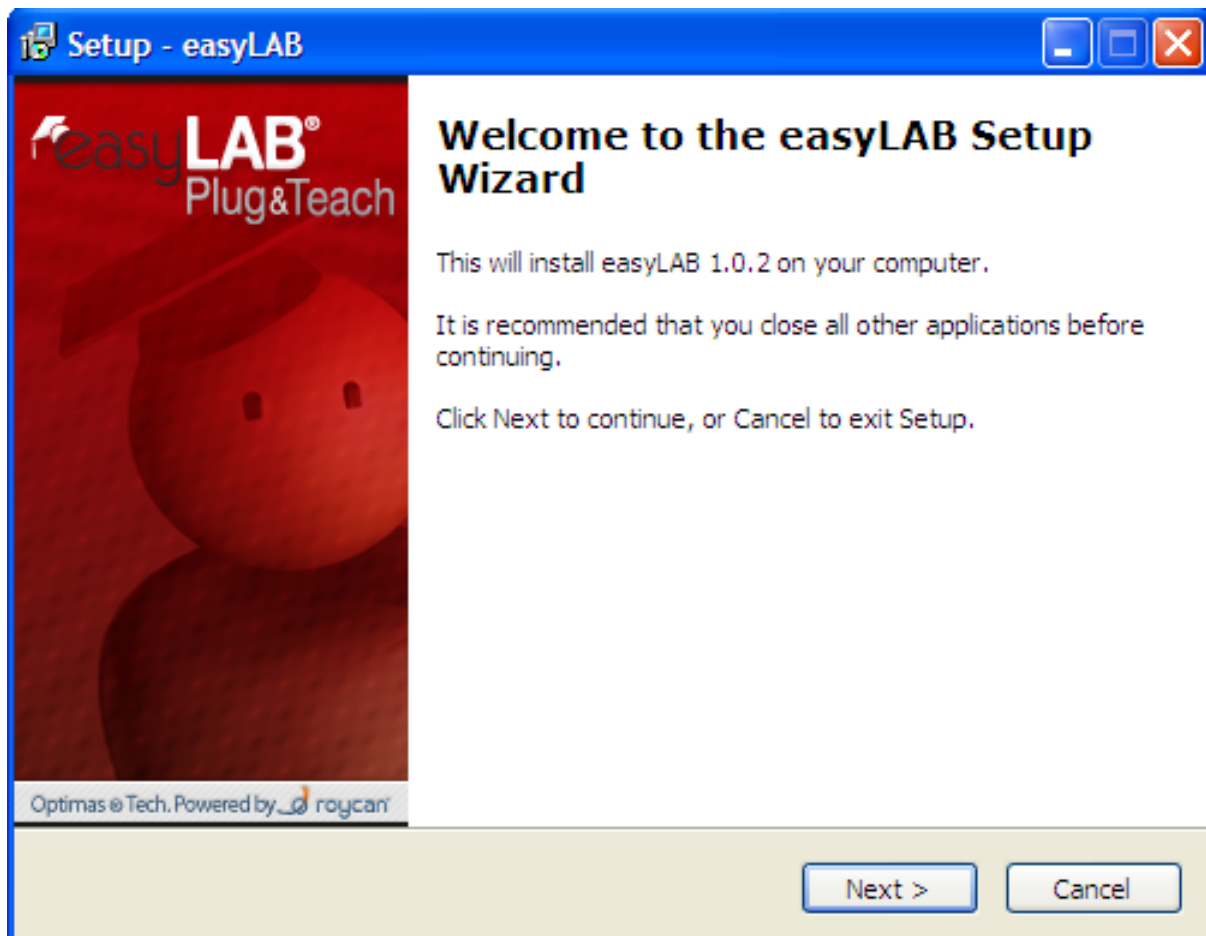 Setup - easyLAB
easyLAB®
Plug&Teach
Welcome to the easyLAB Setup
Wizard
This will install easyLAB 1.0.2 on your computer.
It is recommended that you close all other applications before
continuing.
Click Next to continue, or Cancel to exit Setup.
Optimas ® Tech. Powered by roycan
Next >
Cancel